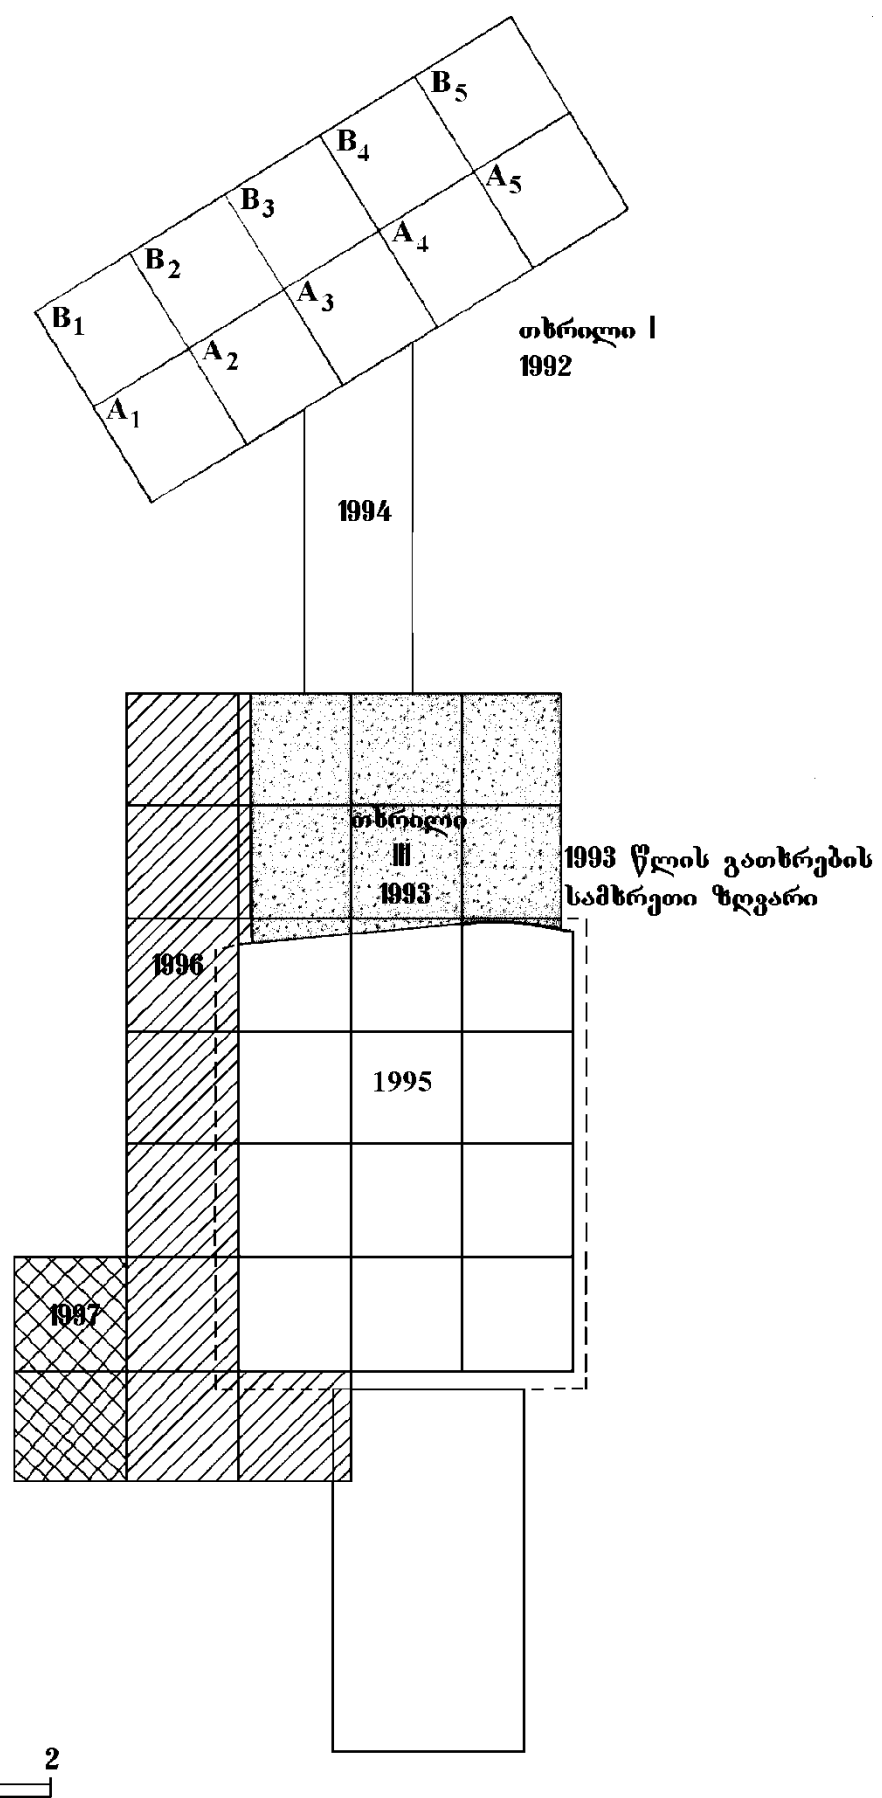 B5
B4
A5
B3
A4
B2
A3
B1
A2
A1
თხრილი I
1992
1994
თხრილი
III
1993
1993 წლის გათხრების
სამხრეთი ზღვარი
1996
1995
1997
2